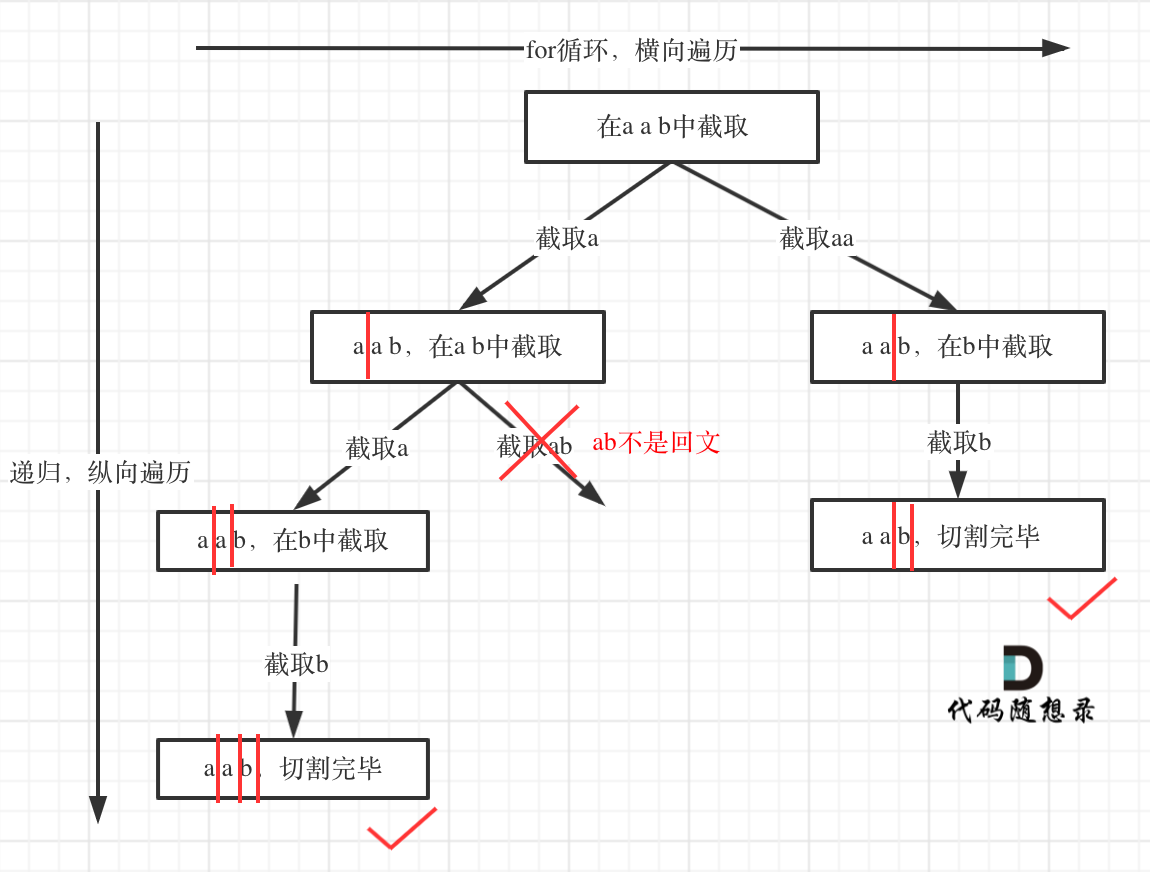 for循环，横向遍历
在a a b中截取
截取a
截取aa
a a b，在a b中截取
a a b，在b中截取
截取a
截取ab
ab不是回文
截取b
递归，纵向遍历
a a b，在b中截取
a a b，切割完毕
截取b
代码随想录
a a b，切割完毕